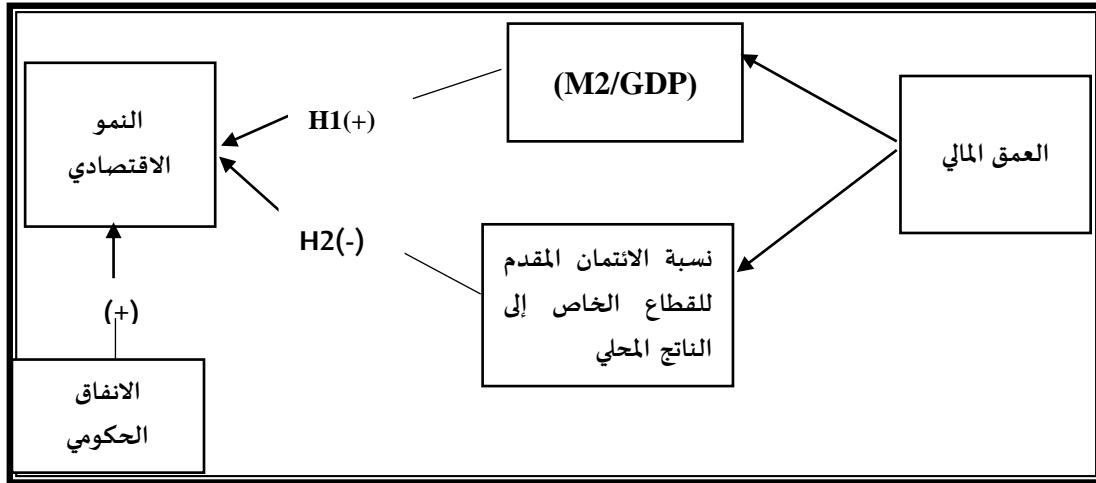 العمق المالي
(M2/GDP)
نسبة الائتمان المقدم
للقطاع الخاص إلى
الناتج المحلي
H1(+)
H2(-)
النمو
الاقتصادي
(+)
الانفاق
الحكومي